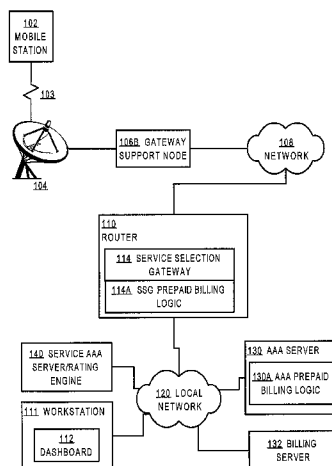 102
MOBILE
STATION
103
104
106B GATEWAY
SUPPORT NODE
108
NETWORK
110
ROUTER
114 SERVICE SELECTION
GATEWAY
114A SSG PREPAID BILLING
LOGIC
140 SERVICE AAA
SERVER/RATING
ENGINE
130 AAA SERVER
130A AAA PREPAID
BILLING LOGIC
120 LOCAL
NETWORK
111 WORKSTATION
112
DASHBOARD
132
BILLING
SERVER